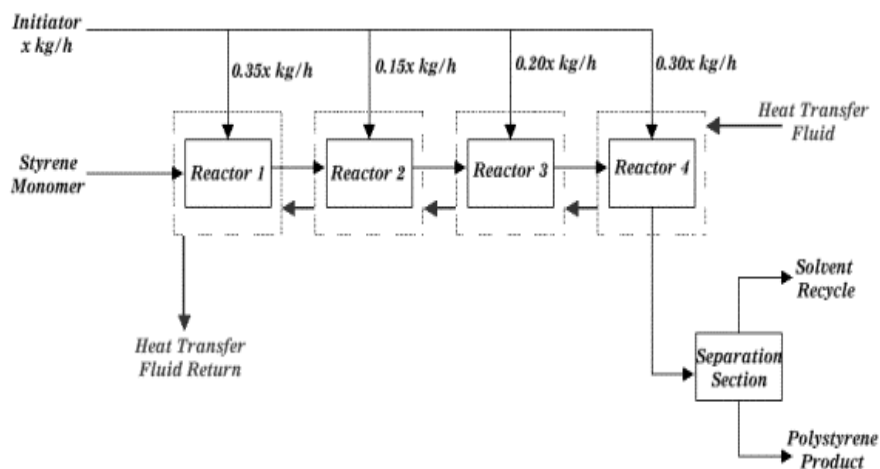 Initiator
x kg/h
0.35x kg/h
0.15x kg/h
0.20x kg/h
0.30x kg/h
Heat Transfer
Fluid
Styrene
Monomer
Reactor 1
Reactor 2
Reactor 3
Reactor 4
Heat Transfer
Fluid Return
Solvent
Recycle
Separation
Section
Polystyrene
Product